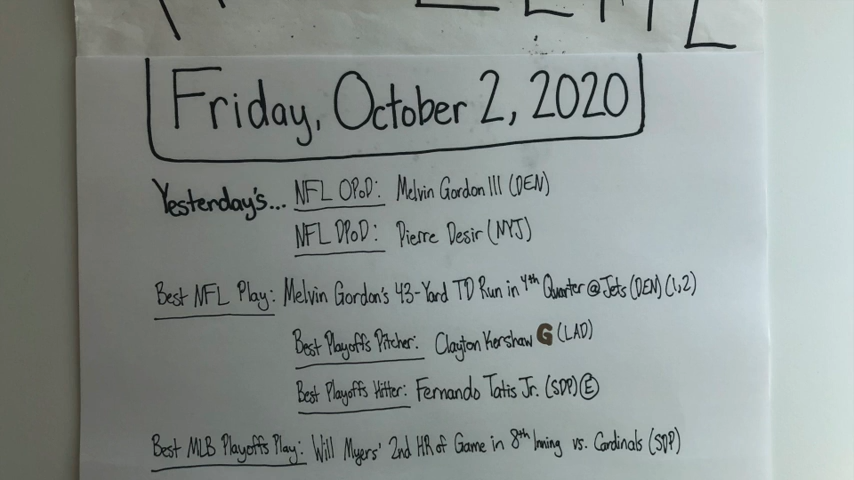 Friday, October 2, 2020
Yesterday's... NFL OPoD: Melvin Gordon III (DEN)
NFL DPoD: Pierre Desir (NYJ)
Best NFL Play: Melvin Gordon's 43-Yard TD Run in 4th Quarter @ Jets (DEN) (1,2)
Best Playoffs Pitcher: Clayton Kershaw G (LAD)
Best Playoffs Hitter: Fernando Tatis Jr. (SDP) E
Best MLB Playoffs Play: Will Myers' 2nd HR of Game in 8th Inning vs. Cardinals (SDP)